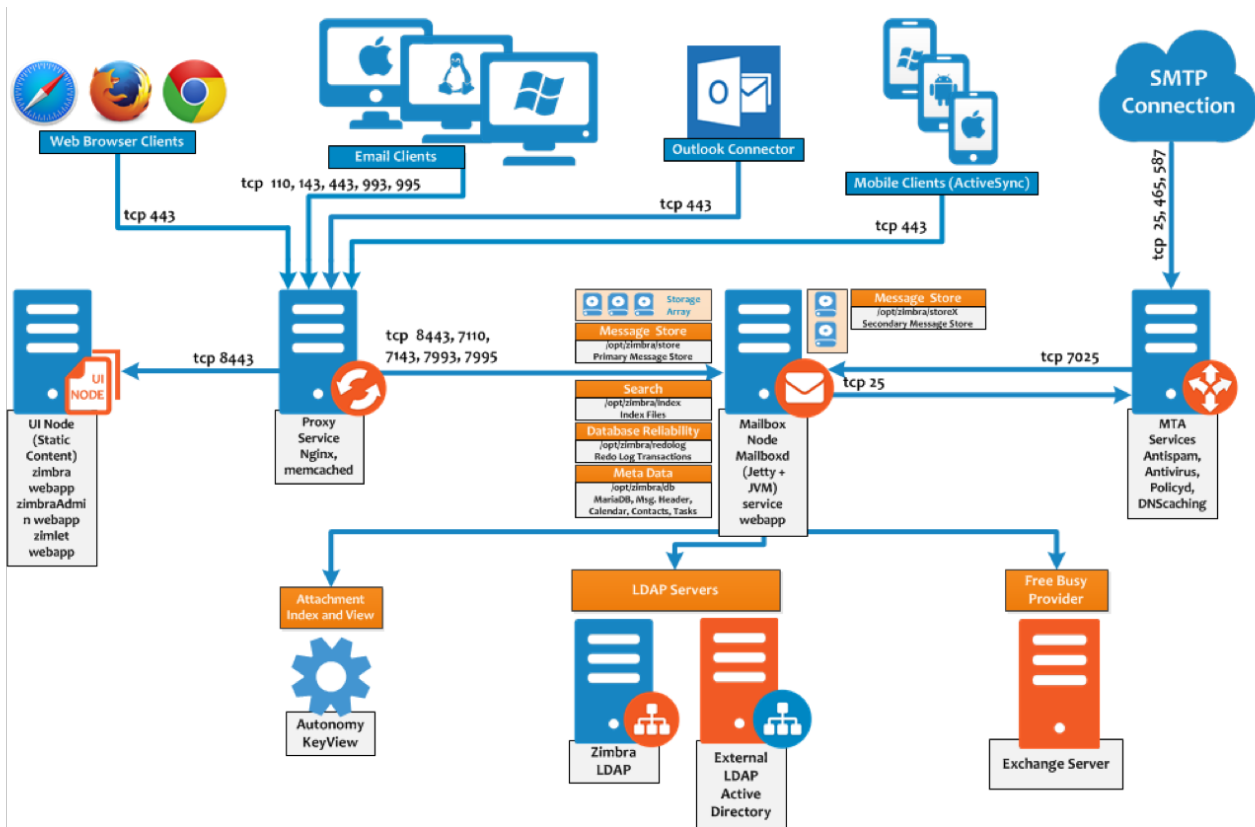 SMTP
Connection
O
Web Browser Clients
Email Clients
Outlook Connector
Mobile Clients (ActiveSync)
tcp 110, 143, 443, 993, 995
tcp 443
tcp 443
tcp 443
tcp 25, 465, 587
Storage
Array
Message Store
/opt/zimbra/store
Primary Message Store
Message Store
/opt/zimbra/storeX
Secondary Message Store
tcp 8443
tcp 8443, 7110,
7143, 7993, 7995
tcp 7025
tcp 25
UI
NODE
Search
/opt/zimbra/index
Index Files
Database Reliability
/opt/zimbra/redolog
Redo Log Transactions
Meta Data
/opt/zimbra/db
MariaDB, Msg. Header,
Calendar, Contacts, Tasks
UI Node
(Static
Content)
zimbra
webapp
zimbraAdmi
n webapp
zimlet
webapp
Proxy
Service
Nginx,
memcached
Mailbox
Node
Mailboxd
(Jetty +
JVM)
service
webapp
MTA
Services
Antispam,
Antivirus,
Policyd,
DNScaching
Attachment
Index and View
LDAP Servers
Free Busy
Provider
Autonomy
KeyView
Zimbra
LDAP
External
LDAP
Active
Directory
Exchange Server